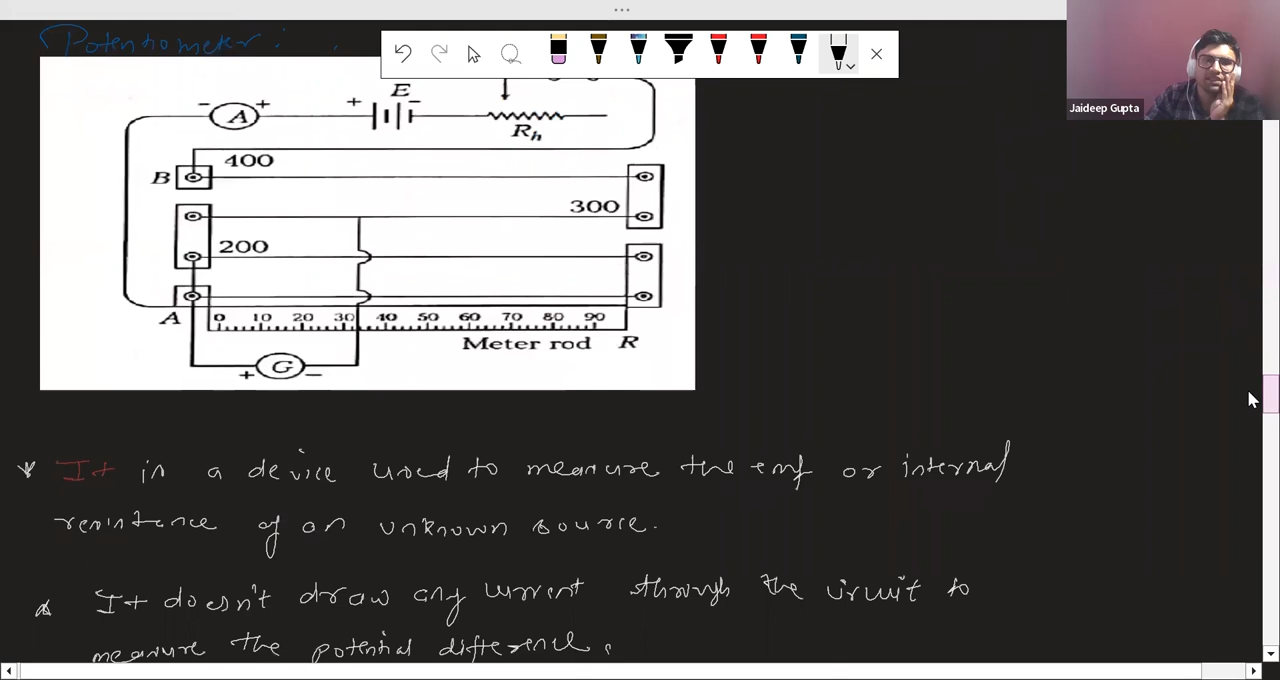 Potentiometer :
Jaideep Gupta
- A + + E -
Rh
B 400
300
200
A 0 10 20 30 40 50 60 70 80 90
Meter rod R
+ G -
* It is a device used to measure the emf or internal
resistance of an unknown source.
* It doesn't draw any current through the circuit to
measure the potential difference.